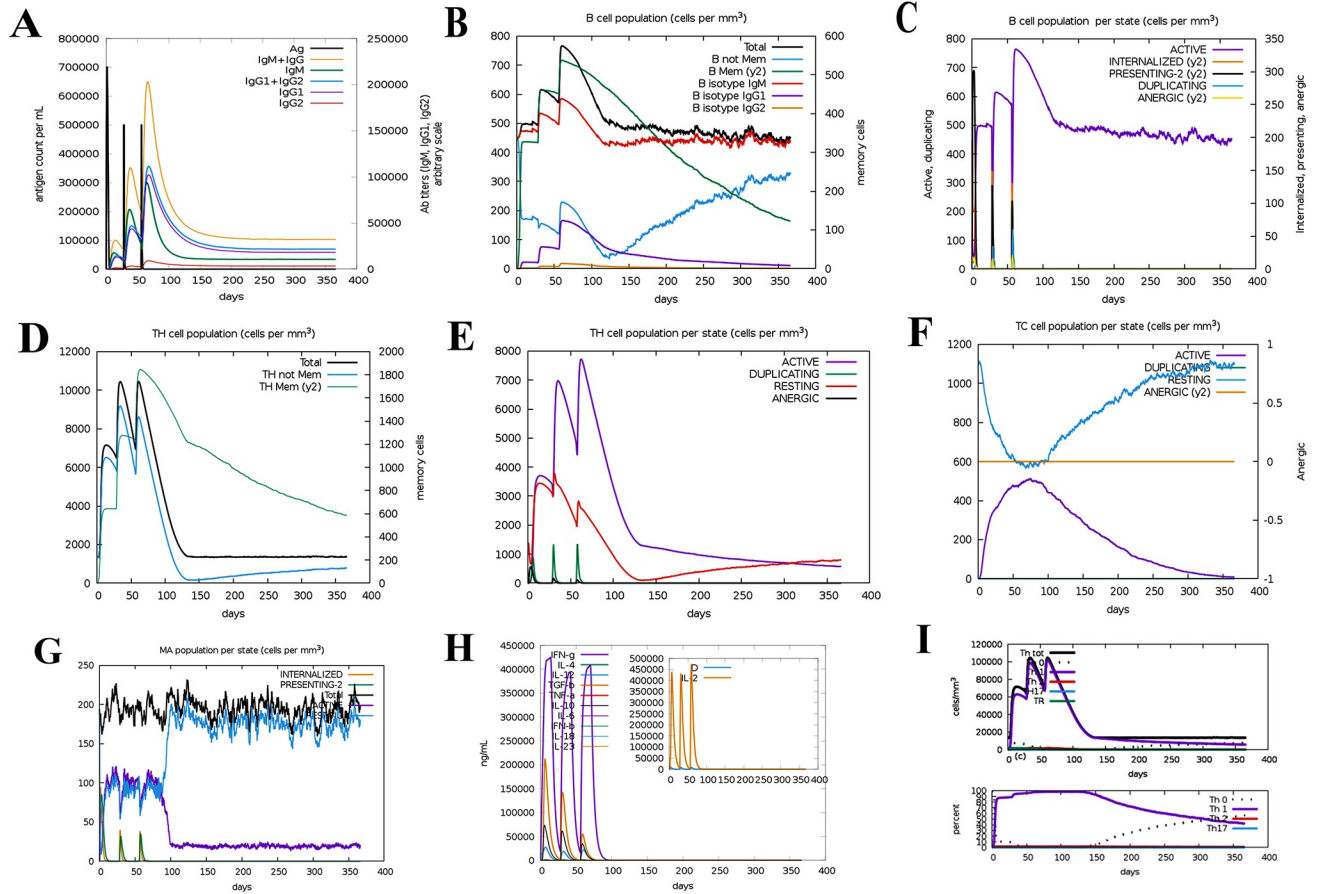 A
800000
700000
600000
500000
400000
300000
200000
100000
0
antigen count per mL
Ag
IgM+IgG
IgM
IgG1+IgG2
IgG1
IgG2
250000
200000
150000
100000
50000
0
Ab titers (IgM, IgG1, IgG2)
arbitrary scale
0 50 100 150 200 250 300 350 400
days
B
B cell population (cells per mm³)
800
700
600
500
400
300
200
100
0
Total
B not Mem
B Mem (y2)
B isotype IgM
B isotype IgG1
B isotype IgG2
600
500
400
300
200
100
0
memory cells
0 50 100 150 200 250 300 350 400
days
C
B cell population per state (cells per mm³)
800
700
600
500
400
300
200
100
0
Active, duplicating
ACTIVE
INTERNALIZED (y2)
PRESENTING-2 (y2)
DUPLICATING
ANERGIC (y2)
350
300
250
200
150
100
50
0
Internalized, presenting, anergic
0 50 100 150 200 250 300 350 400
days
D
TH cell population (cells per mm³)
12000
10000
8000
6000
4000
2000
0
Total
TH not Mem
TH Mem (y2)
2000
1800
1600
1400
1200
1000
800
600
400
200
0
memory cells
0 50 100 150 200 250 300 350 400
days
E
TH cell population per state (cells per mm³)
8000
7000
6000
5000
4000
3000
2000
1000
0
ACTIVE
DUPLICATING
RESTING
ANERGIC
0 50 100 150 200 250 300 350 400
days
F
TC cell population per state (cells per mm³)
1200
1000
800
600
400
200
0
ACTIVE
DUPLICATING
RESTING
ANERGIC (y2)
1
0.5
0
-0.5
-1
Anergic
0 50 100 150 200 250 300 350 400
days
G
MA population per state (cells per mm³)
250
200
150
100
50
0
INTERNALIZED
PRESENTING-2
Total
ACTIVE
0 50 100 150 200 250 300 350 400
days
H
450000
400000
350000
300000
250000
200000
150000
100000
50000
0
ng/mL
IFN-g
IL-4
IL-12
TGF-b
TNF-a
IL-10
IL-6
IFN-b
IL-18
IL-23
500000
450000
400000
350000
300000
250000
200000
150000
100000
50000
0
D
IL-2
0 50 100 150 200 250 300 350 400
0 50 100 150 200 250 300 350 400
days
I
120000
100000
80000
60000
40000
20000
0
cells/mm³
Th tot
TR
0 50 100 150 200 250 300 350 400
(c)
days
100
90
80
70
60
50
40
30
20
10
0
percent
Th 0
Th 1
Th 2
Th17
0 50 100 150 200 250 300 350 400
days